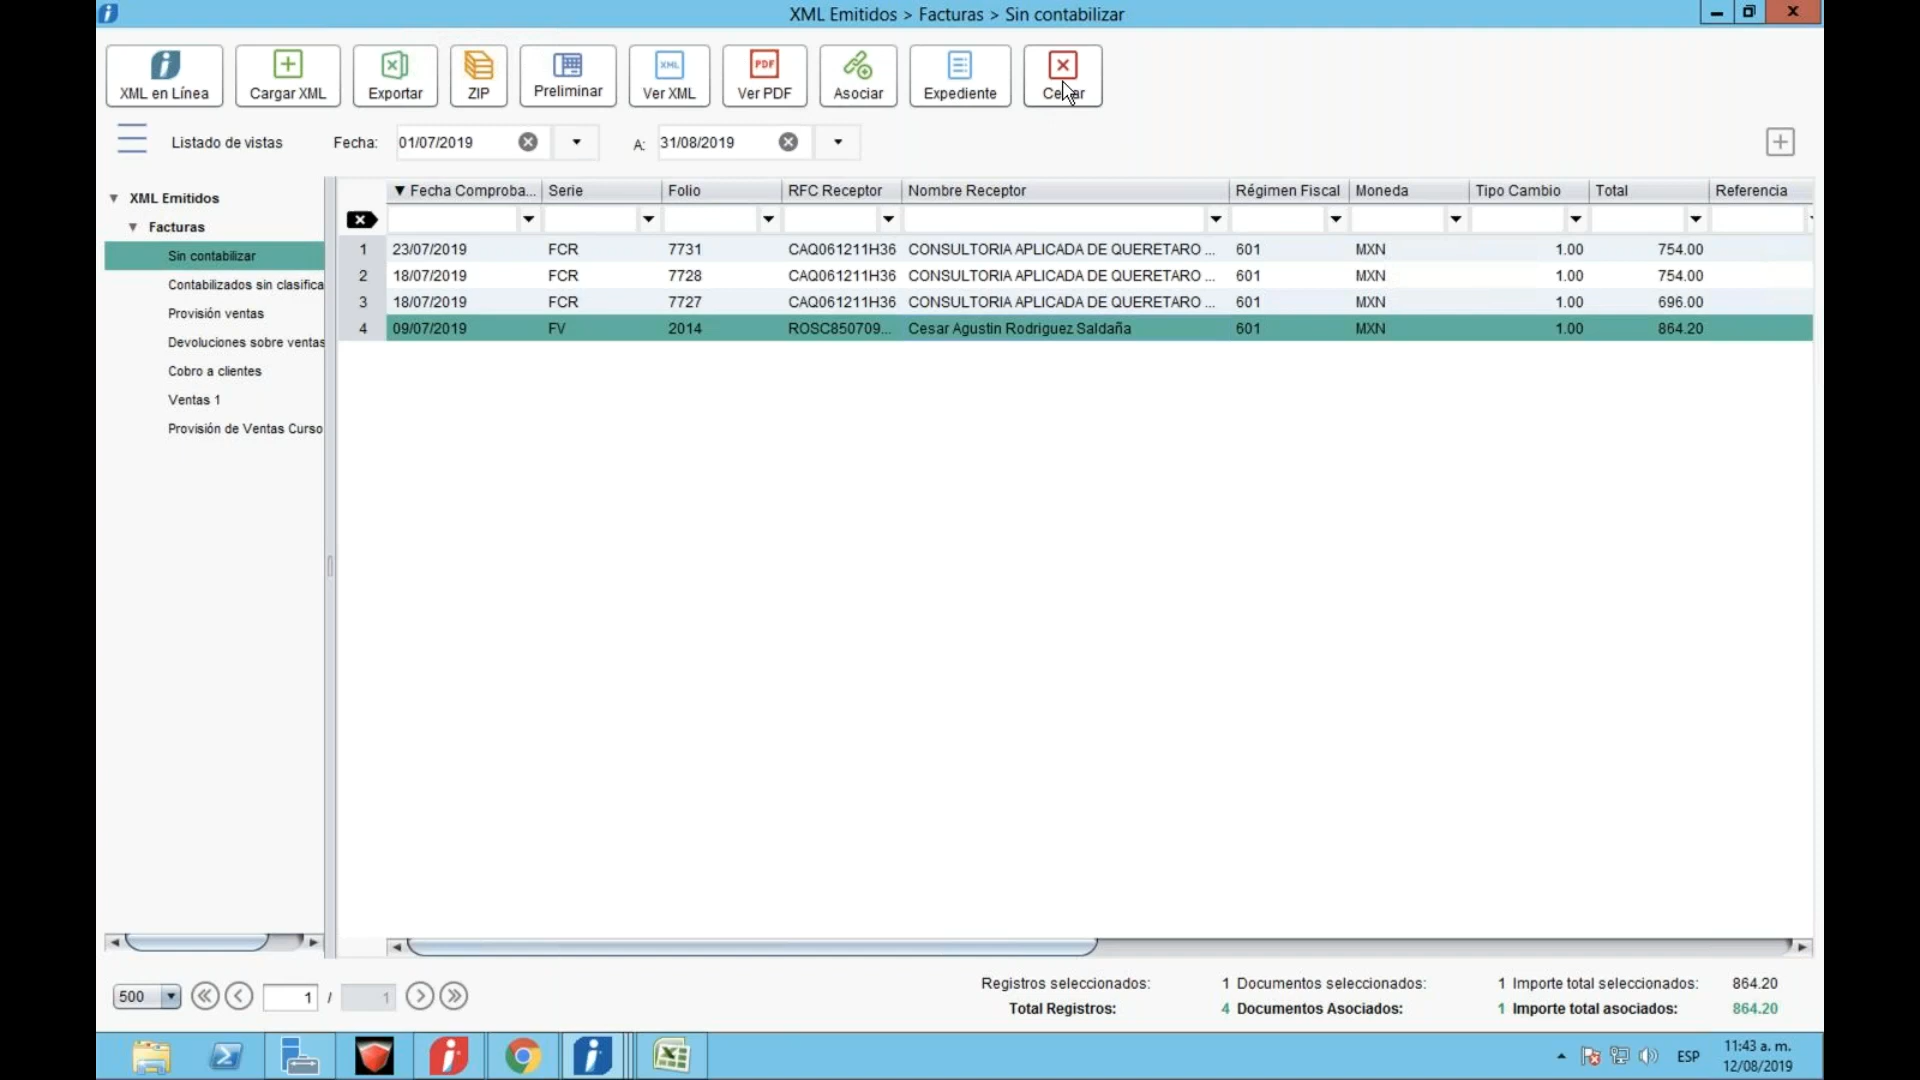 XML Emitidos > Facturas > Sin contabilizar
XML en Línea
Cargar XML
Exportar
ZIP
Preliminar
XML
Ver XML
PDF
Ver PDF
Asociar
Expediente
Listado de vistas
Fecha:
01/07/2019
A:
31/08/2019
XML Emitidos
Facturas
Sin contabilizar
Contabilizados sin clasifica
Provisión ventas
Devoluciones sobre ventas
Cobro a clientes
Ventas 1
Provisión de Ventas Curso
Fecha Comproba... Serie Folio RFC Receptor Nombre Receptor Régimen Fiscal Moneda Tipo Cambio Total Referencia
1 23/07/2019 FCR 7731 CAQ061211H36 CONSULTORIA APLICADA DE QUERETARO ... 601 MXN 1.00 754.00
2 18/07/2019 FCR 7728 CAQ061211H36 CONSULTORIA APLICADA DE QUERETARO ... 601 MXN 1.00 754.00
3 18/07/2019 FCR 7727 CAQ061211H36 CONSULTORIA APLICADA DE QUERETARO ... 601 MXN 1.00 696.00
4 09/07/2019 FV 2014 ROSC850709... Cesar Agustin Rodriguez Saldaña 601 MXN 1.00 864.20
500
1 / 1
Registros seleccionados: 1 Documentos seleccionados: 1 Importe total seleccionados: 864.20
Total Registros: 4 Documentos Asociados: 1 Importe total asociados: 864.20
ESP
11:43 a. m.
12/08/2019